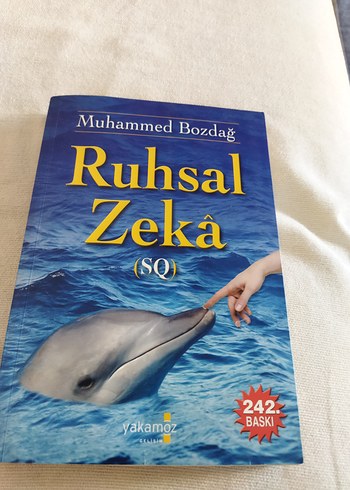 Muhammed Bozdağ
Ruhsal
Zekâ
(SQ)
242.
BASKI
yakamoz